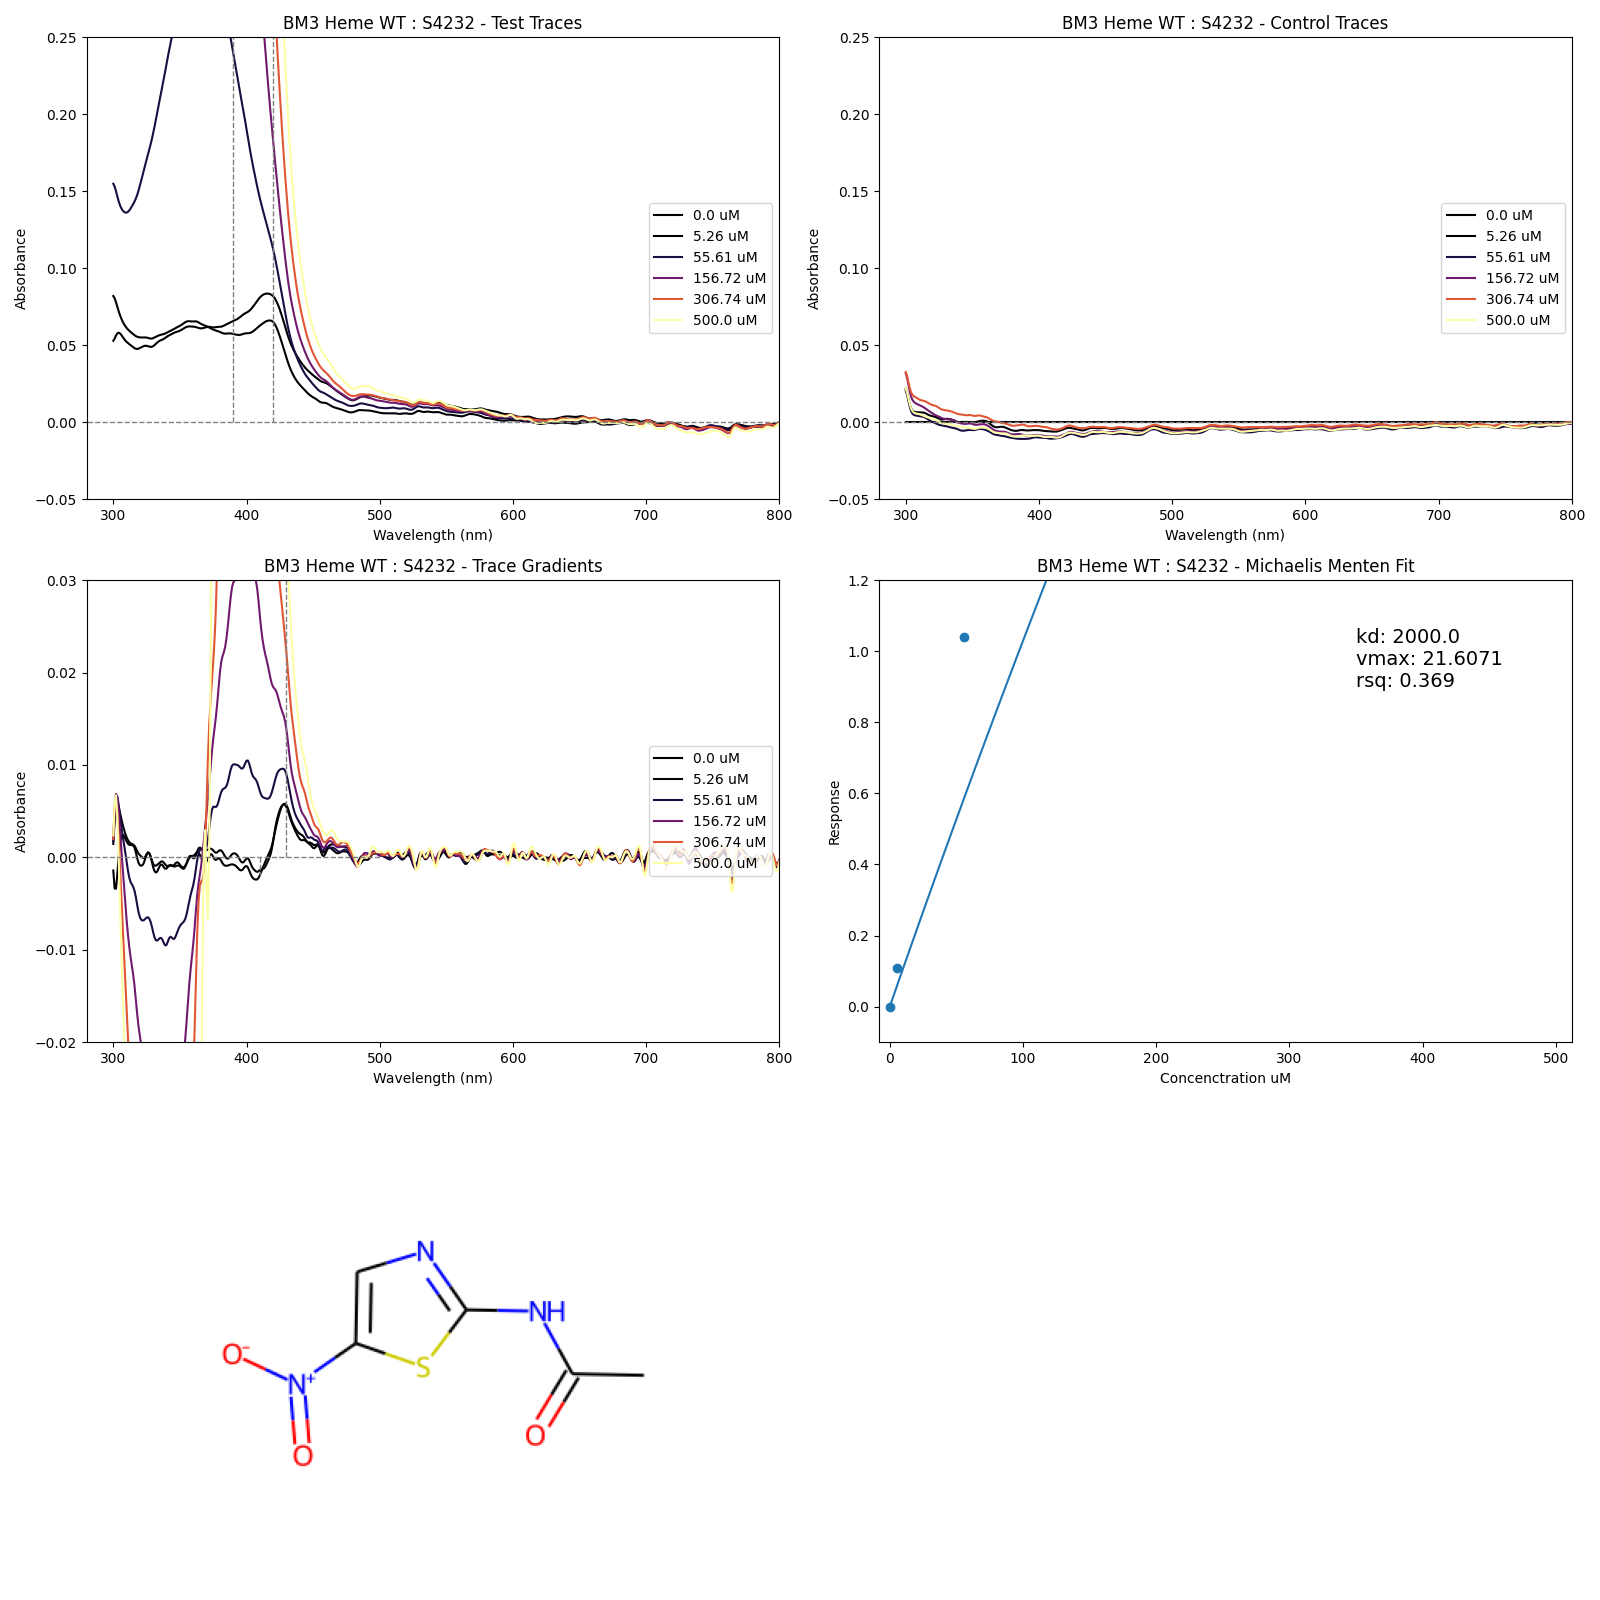 BM3 Heme WT : S4232 - Test Traces
0.25
0.20
0.15
0.10
0.05
0.00
−0.05
Absorbance
300 400 500 600 700 800
Wavelength (nm)
0.0 uM
5.26 uM
55.61 uM
156.72 uM
306.74 uM
500.0 uM
BM3 Heme WT : S4232 - Control Traces
0.25
0.20
0.15
0.10
0.05
0.00
−0.05
Absorbance
300 400 500 600 700 800
Wavelength (nm)
0.0 uM
5.26 uM
55.61 uM
156.72 uM
306.74 uM
500.0 uM
BM3 Heme WT : S4232 - Trace Gradients
0.03
0.02
0.01
0.00
−0.01
−0.02
Absorbance
300 400 500 600 700 800
Wavelength (nm)
0.0 uM
5.26 uM
55.61 uM
156.72 uM
306.74 uM
500.0 uM
BM3 Heme WT : S4232 - Michaelis Menten Fit
1.2
1.0
0.8
0.6
0.4
0.2
0.0
Response
0 100 200 300 400 500
Concenctration uM
kd: 2000.0
vmax: 21.6071
rsq: 0.369
N
NH
O-
N+
S
O
O